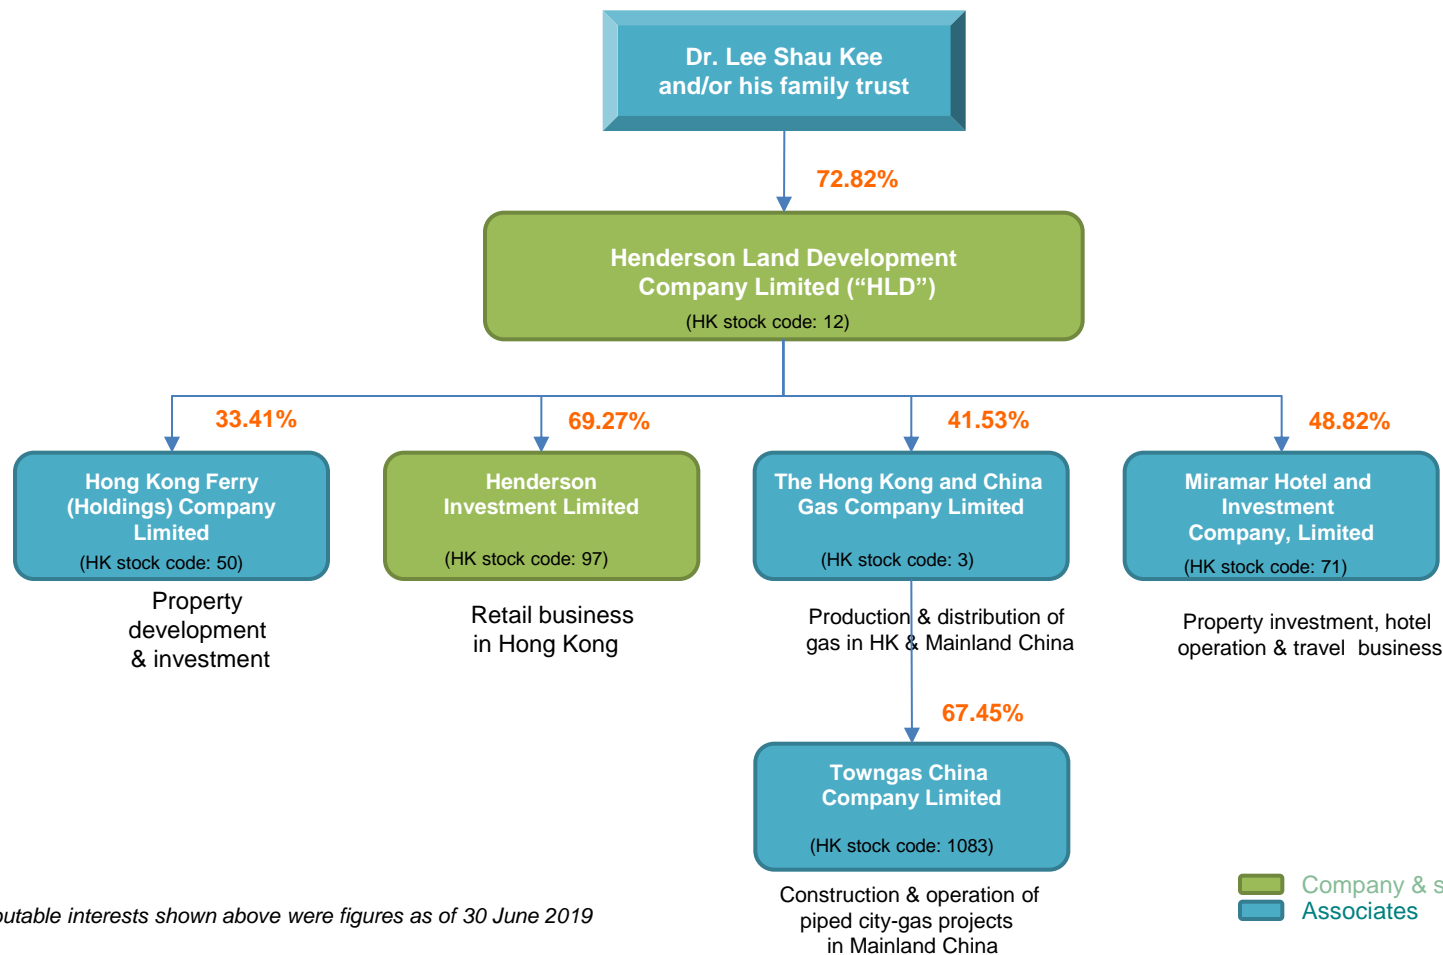 Dr. Lee Shau Kee
and/or his family trust
72.82%
Henderson Land Development
Company Limited (“HLD”)
(HK stock code: 12)
33.41%
69.27%
41.53%
48.82%
Hong Kong Ferry
(Holdings) Company
Limited
(HK stock code: 50)
Henderson
Investment Limited
(HK stock code: 97)
The Hong Kong and China
Gas Company Limited
(HK stock code: 3)
Miramar Hotel and
Investment
Company, Limited
(HK stock code: 71)
Property
development
& investment
Retail business
in Hong Kong
Production & distribution of
gas in HK & Mainland China
Property investment, hotel
operation & travel business
67.45%
Towngas China
Company Limited
(HK stock code: 1083)
Construction & operation of
piped city-gas projects
in Mainland China
Company &
Associates
interests shown above were figures as of 30 June 2019